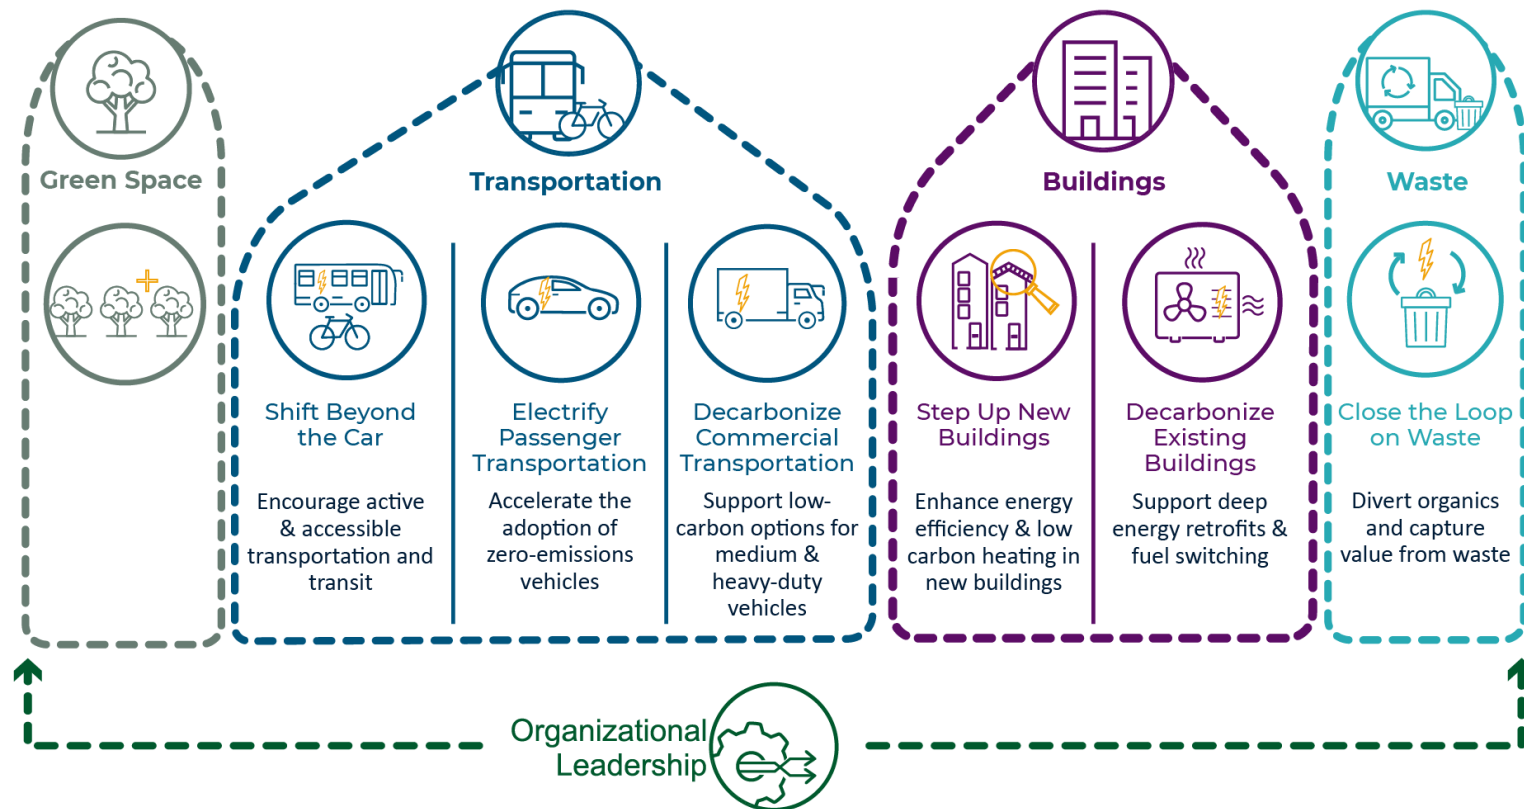 Green Space
Transportation
Shift Beyond
the Car
Encourage active
& accessible
transportation and
transit
Electrify
Passenger
Transportation
Accelerate the
adoption of
zero-emissions
vehicles
Decarbonize
Commercial
Transportation
Support low-
carbon options for
medium &
heavy-duty
vehicles
Buildings
Step Up New
Buildings
Enhance energy
efficiency & low
carbon heating in
new buildings
Decarbonize
Existing
Buildings
Support deep
energy retrofits &
fuel switching
Waste
Close the Loop
on Waste
Divert organics
and capture
value from waste
Organizational
Leadership